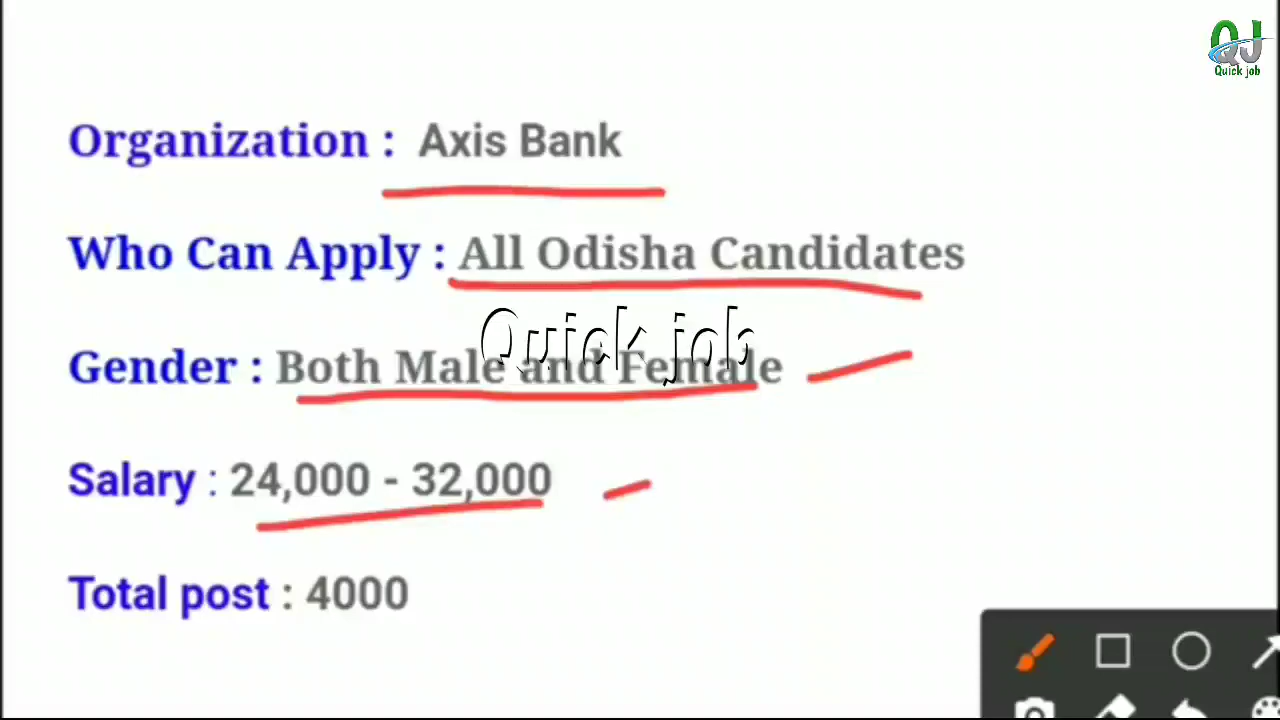 QJ
Quick job
Organization : Axis Bank
Who Can Apply : All Odisha Candidates
Quick job
Gender : Both Male and Female
Salary : 24,000 - 32,000
Total post : 4000